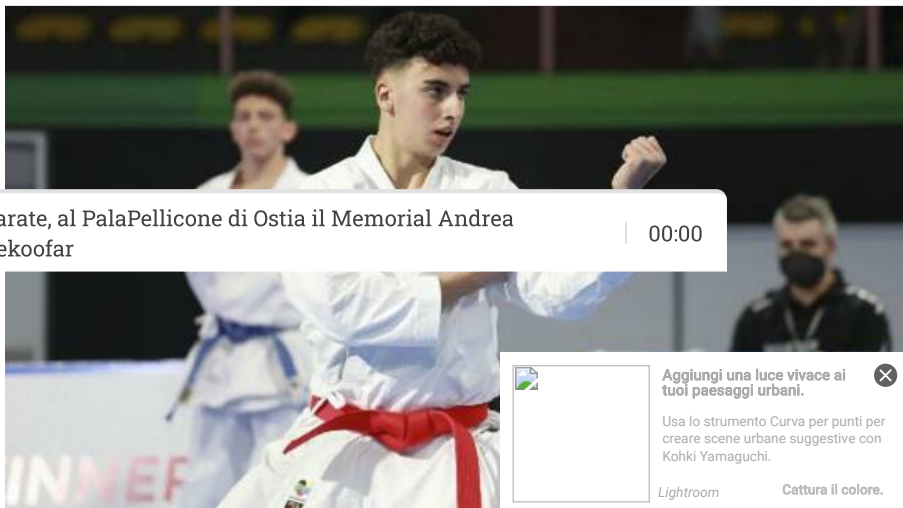 arate, al PalaPellicone di Ostia il Memorial Andrea
ekoofar
00:00
Aggiungi una luce vivace ai
tuoi paesaggi urbani.
Usa lo strumento Curva per punti per
creare scene urbane suggestive con
Kohki Yamaguchi.
Lightroom
Cattura il colore.
INNER